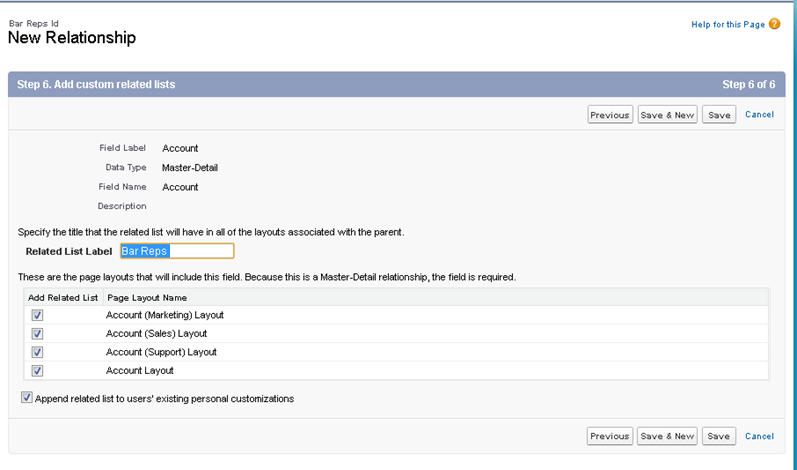 Bar Reps Id
New Relationship
Help for this Page ?
Step 6. Add custom related lists Step 6 of 6
Previous Save & New Save Cancel
Field Label Account
Data Type Master-Detail
Field Name Account
Description
Specify the title that the related list will have in all of the layouts associated with the parent.
Related List Label Bar Reps
These are the page layouts that will include this field. Because this is a Master-Detail relationship, the field is required.
Add Related List Page Layout Name
Account (Marketing) Layout
Account (Sales) Layout
Account (Support) Layout
Account Layout
Append related list to users' existing personal customizations
Previous Save & New Save Cancel